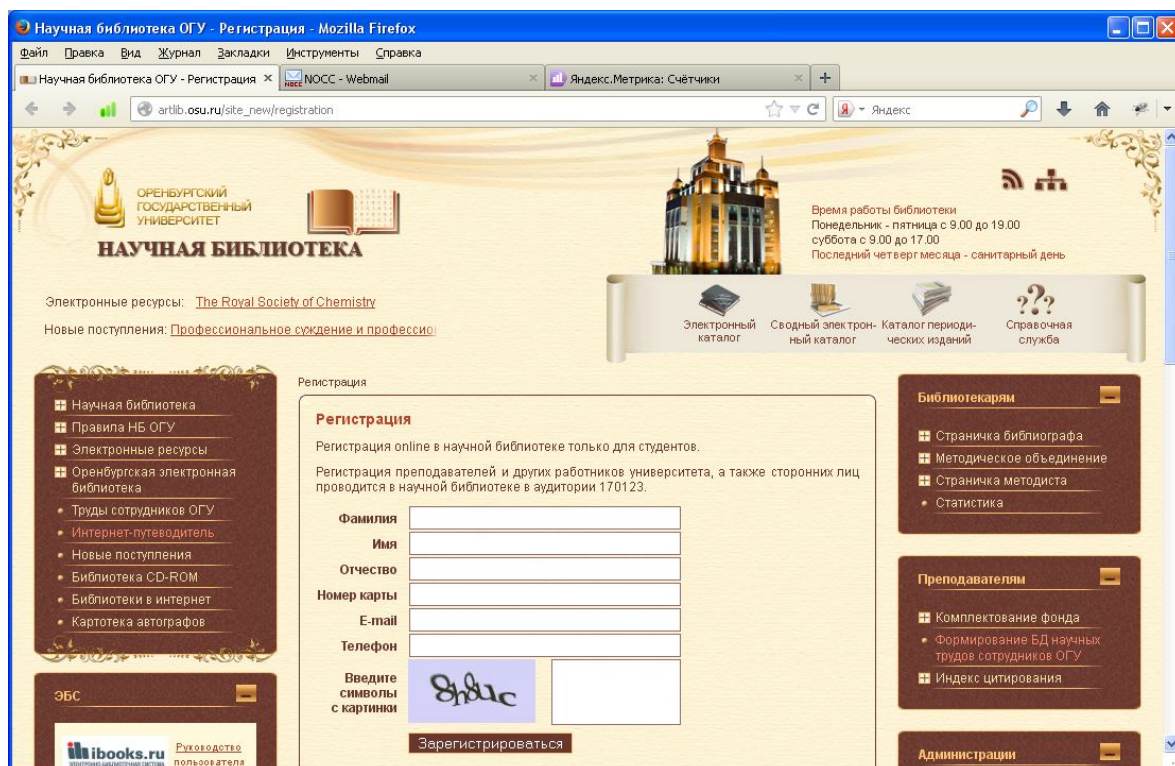 Научная библиотека ОГУ - Регистрация - Mozilla Firefox
Файл Правка Вид Журнал Закладки Инструменты Справка
Научная библиотека ОГУ - Регистрация
NOCC - Webmail
Яндекс.Метрика: Счётчики
artlib.osu.ru/site_new/registration
Яндекс
ОРЕНБУРГСКИЙ
ГОСУДАРСТВЕННЫЙ
УНИВЕРСИТЕТ
НАУЧНАЯ БИБЛИОТЕКА
Время работы библиотеки
Понедельник - пятница с 9.00 до 19.00
суббота с 9.00 до 17.00
Последний четверг месяца - санитарный день
Электронные ресурсы: The Royal Society of Chemistry
Новые поступления: Профессиональное суждение и професси
Электронный
каталог
Сводный электрон-
ный каталог
Каталог периоди-
ческих изданий
Справочная
служба
Научная библиотека
Правила НБ ОГУ
Электронные ресурсы
Оренбургская электронная
библиотека
Труды сотрудников ОГУ
Интернет-путеводитель
Новые поступления
Библиотека CD-ROM
Библиотеки в интернет
Картотека автографов
ЭБС
ibooks.ru
ЭЛЕКТРОННО-БИБЛИОТЕЧНАЯ СИСТЕМА
Руководство
пользователя
Регистрация
Регистрация
Регистрация online в научной библиотеке только для студентов.
Регистрация преподавателей и других работников университета, а также сторонних лиц
проводится в научной библиотеке в аудитории 170123.
Фамилия
Имя
Отчество
Номер карты
E-mail
Телефон
Введите
символы
с картинки
Зарегистрироваться
Библиотекарям
Страничка библиографа
Методическое объединение
Страничка методиста
Статистика
Преподавателям
Комплектование фонда
Формирование БД научных
трудов сотрудников ОГУ
Индекс цитирования
Администрации